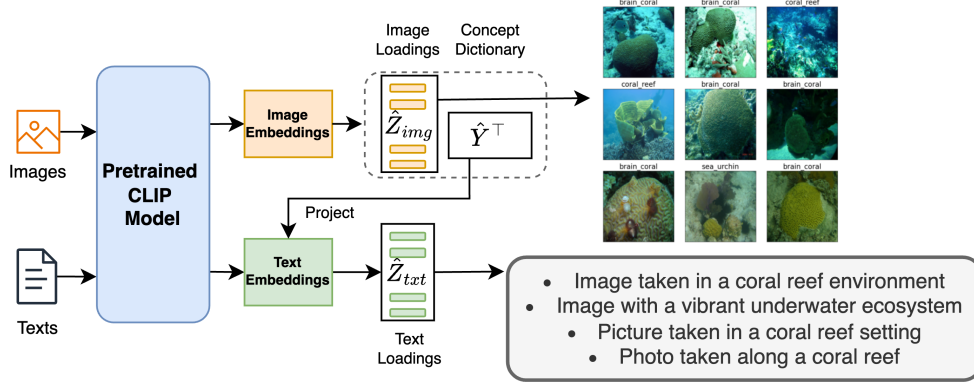 Images
Texts
Pretrained
CLIP
Model
Image
Embeddings
Text
Embeddings
Project
Image
Loadings
Concept
Dictionary
Ẑ_img
Ŷ^⊤
Ẑ_txt
Text
Loadings
brain_coral brain_coral coral_reef
coral_reef brain_coral brain_coral
brain_coral sea_urchin brain_coral
• Image taken in a coral reef environment
• Image with a vibrant underwater ecosystem
• Picture taken in a coral reef setting
• Photo taken along a coral reef